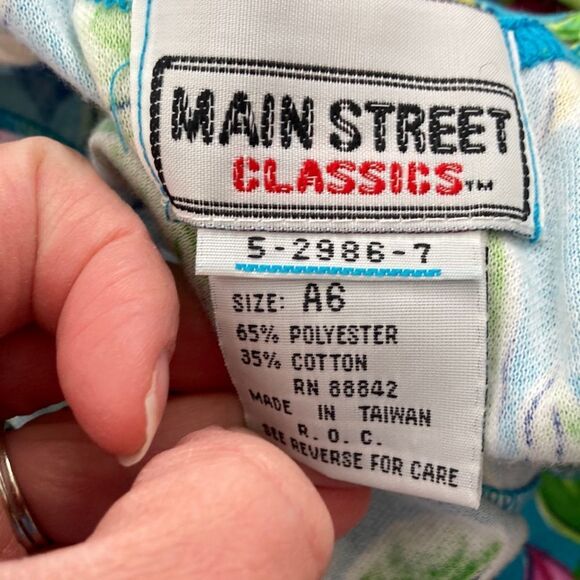 MAIN STREET
CLASSICS™
5-2986-7
SIZE: A6
65% POLYESTER
35% COTTON
RN 88842
MADE IN TAIWAN
R. O. C.
SEE REVERSE FOR CARE